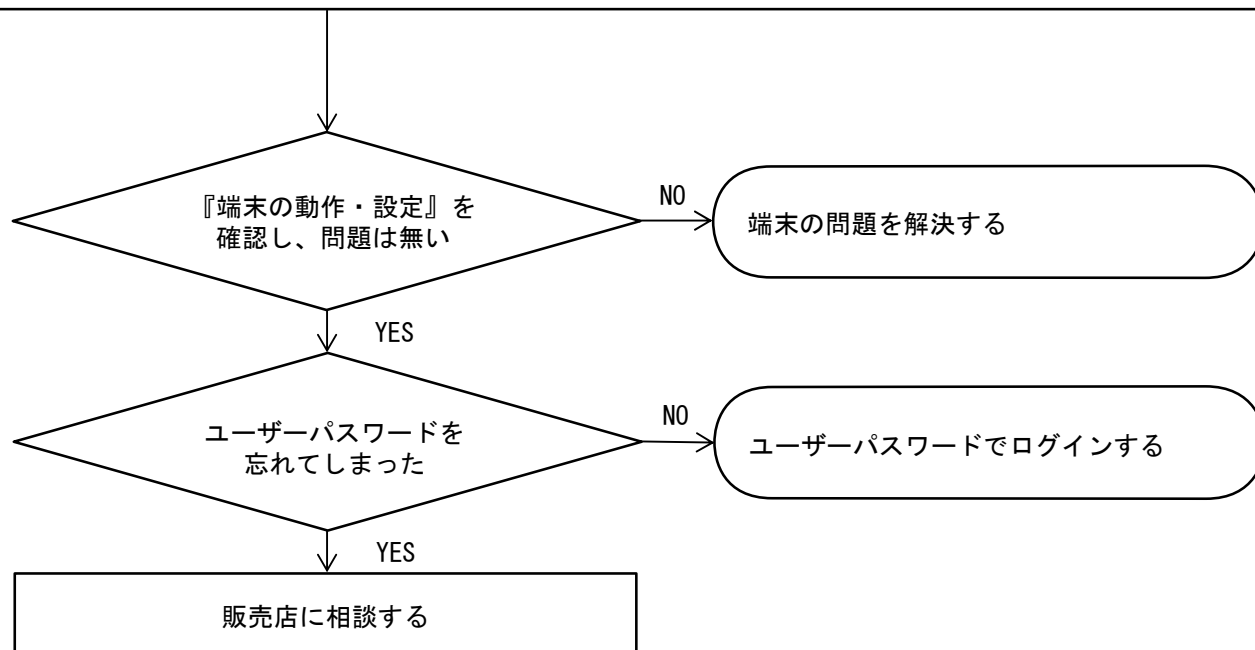 『端末の動作・設定』を
確認し、問題は無い
NO
端末の問題を解決する
YES
ユーザーパスワードを
忘れてしまった
NO
ユーザーパスワードでログインする
YES
販売店に相談する